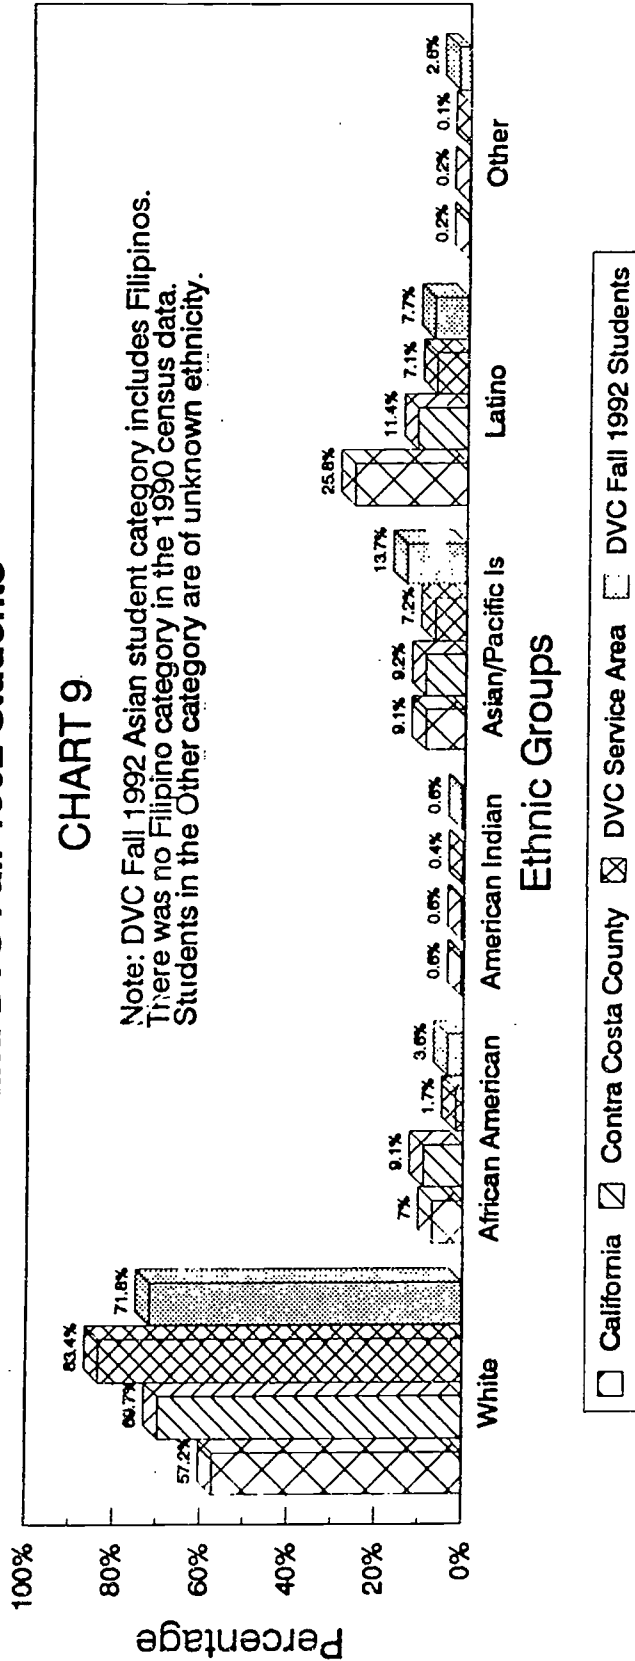 CHART 9
Note: DVC Fall 1992 Asian student category includes Filipinos.
There was no Filipino category in the 1990 census data.
Students in the Other category are of unknown ethnicity.
Percentage
100%
80%
60%
40%
20%
0%
57.2%
69.7%
83.4%
71.8%
7%
9.1%
1.7%
3.6%
0.6%
0.6%
0.4%
0.6%
9.1%
9.2%
7.2%
13.7%
25.8%
11.4%
7.1%
7.7%
0.2%
0.2%
0.1%
2.6%
White
African American
American Indian
Asian/Pacific Is
Latino
Other
Ethnic Groups
California
Contra Costa County
DVC Service Area
DVC Fall 1992 Students